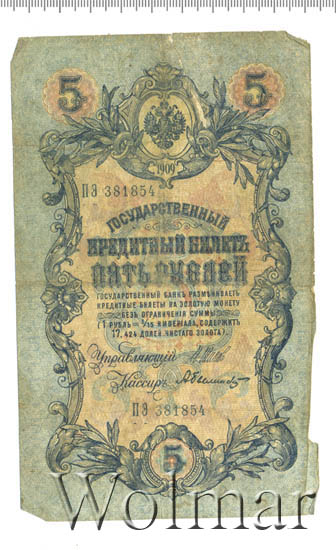 5 5
1909
ПЭ 381854
ГОСУДАРСТВЕННЫЙ
КРЕДИТНЫЙ БИЛЕТЪ
ПЯТЬ РУБЛЕЙ
ГОСУДАРСТВЕННЫЙ БАНКЪ РАЗМѢНИВАЕТЪ
КРЕДИТНЫЕ БИЛЕТЫ НА ЗОЛОТУЮ МОНЕТУ
БЕЗЪ ОГРАНИЧЕНІЯ СУММЫ
(1 РУБЛЬ = 1/15 ИМПЕРІАЛА, СОДЕРЖИТЪ
17,424 ДОЛЕЙ ЧИСТАГО ЗОЛОТА).
Управляющій
Кассиръ
ПЭ 381854
5
Wolmar